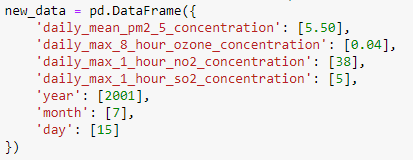 new_data = pd.DataFrame({
    'daily_mean_pm2_5_concentration': [5.50],
    'daily_max_8_hour_ozone_concentration': [0.04],
    'daily_max_1_hour_no2_concentration': [38],
    'daily_max_1_hour_so2_concentration': [5],
    'year': [2001],
    'month': [7],
    'day': [15]
})